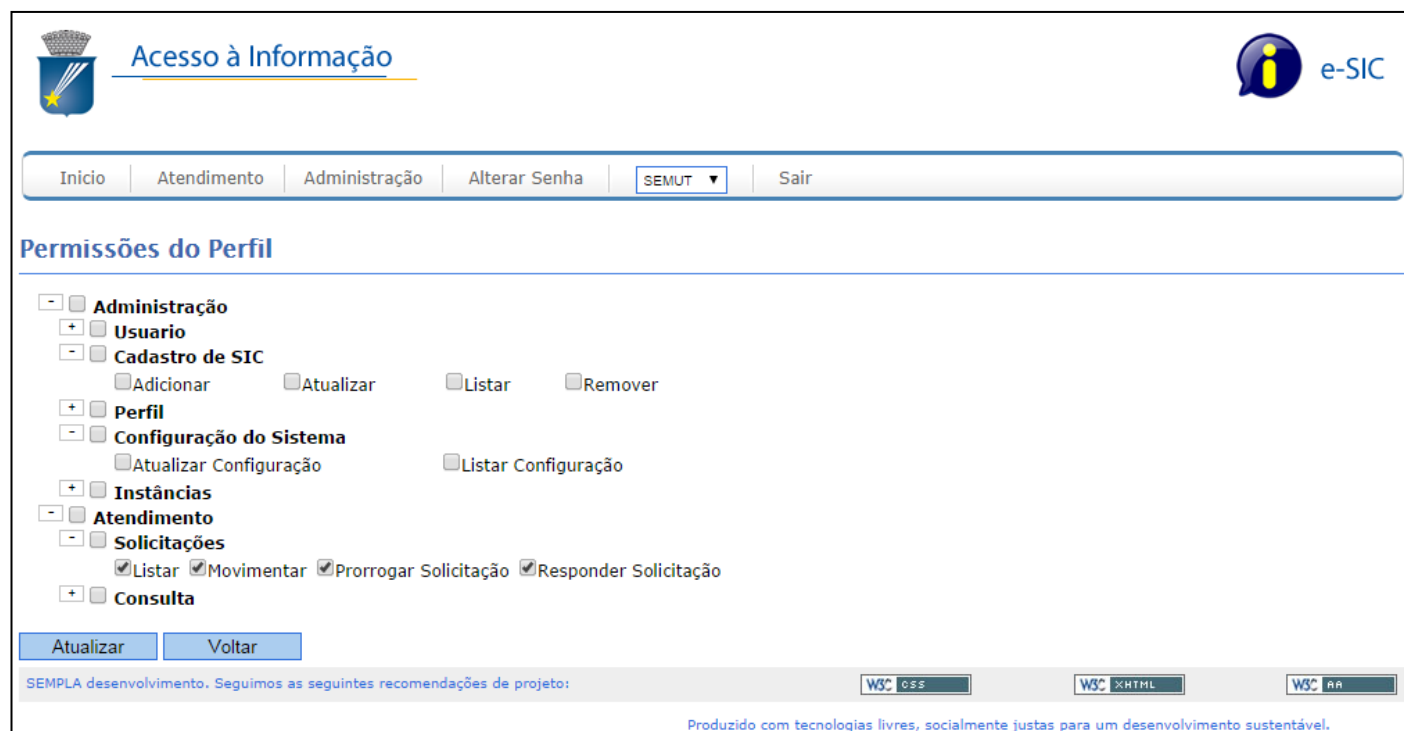 Acesso à Informação
e-SIC
Inicio Atendimento Administração Alterar Senha SEMUT Sair
Permissões do Perfil
- Administração
+ Usuario
- Cadastro de SIC
Adicionar Atualizar Listar Remover
+ Perfil
- Configuração do Sistema
Atualizar Configuração Listar Configuração
+ Instâncias
- Atendimento
- Solicitações
Listar Movimentar Prorrogar Solicitação Responder Solicitação
+ Consulta
Atualizar Voltar
SEMPLA desenvolvimento. Seguimos as seguintes recomendações de projeto: W3C CSS W3C XHTML W3C AA
Produzido com tecnologias livres, socialmente justas para um desenvolvimento sustentável.